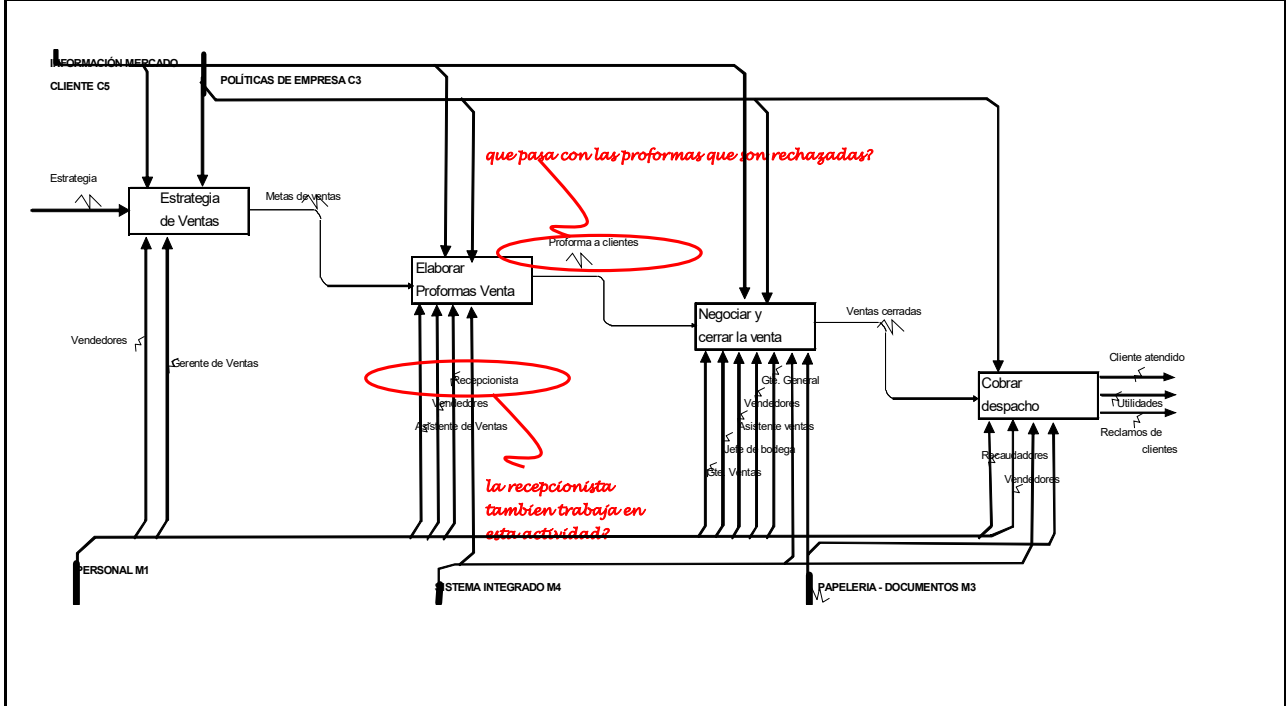 INFORMACIÓN MERCADO
CLIENTE C5
POLÍTICAS DE EMPRESA C3
que pasa con las proformas que son rechazadas?
Estrategia
Estrategia
de Ventas
Metas de ventas
Proforma a clientes
Elaborar
Proformas Venta
Negociar y
cerrar la venta
Ventas cerradas
Vendedores
Gerente de Ventas
Recepcionista
Vendedores
Asistente de Ventas
Gte. General
Vendedores
Asistente ventas
Jefe de bodega
Gte. Ventas
Cobrar
despacho
Cliente atendido
Utilidades
Reclamos de
clientes
Recaudadores
Vendedores
la recepcionista
tambien trabaja en
esta actividad?
PERSONAL M1
SISTEMA INTEGRADO M4
PAPELERIA - DOCUMENTOS M3